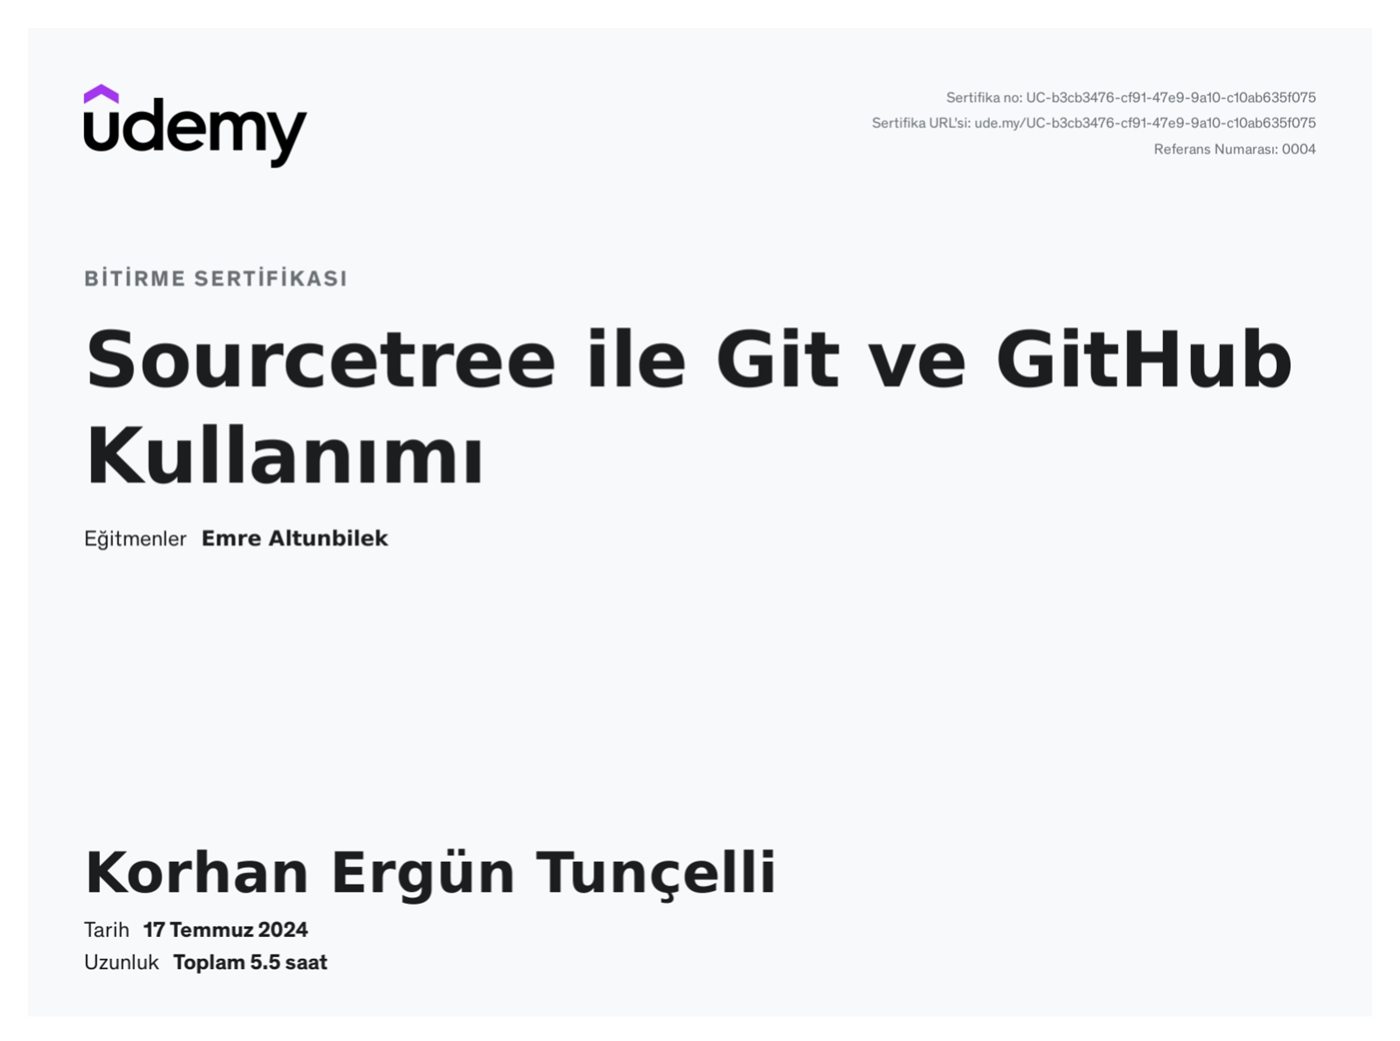 udemy
Sertifika no: UC-b3cb3476-cf91-47e9-9a10-c10ab635f075
Sertifika URL'si: ude.my/UC-b3cb3476-cf91-47e9-9a10-c10ab635f075
Referans Numarası: 0004
BİTİRME SERTİFİKASI
Sourcetree ile Git ve GitHub
Kullanımı
Eğitmenler Emre Altunbilek
Korhan Ergün Tunçelli
Tarih 17 Temmuz 2024
Uzunluk Toplam 5.5 saat